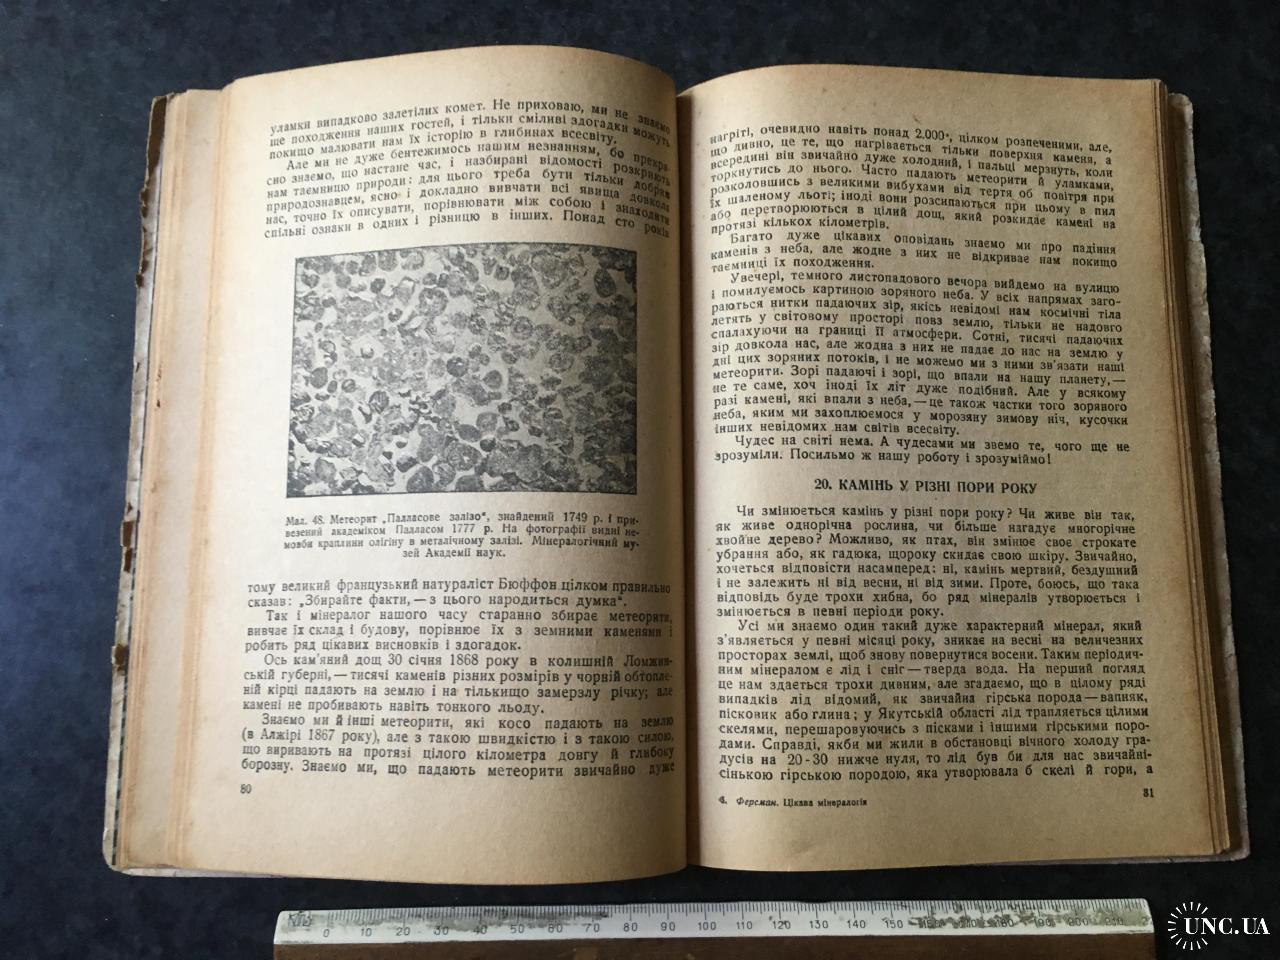 уламки випадково залетілих комет. Не приховаю, ми не знаємо
ще походження наших гостей, і тільки сміливі здогадки можуть
покищо малювати нам їх історію в глибинах всесвіту.
Але ми не дуже бентежимось нашим незнанням, бо прекра-
сно знаємо, що настане час, і назбирані відомості розкриють
нам таємницю природи: для цього треба бути тільки добрим
природознавцем, ясно і докладно вивчати всі явища довкола
нас, точно їх описувати, порівнювати між собою і знаходити
спільні ознаки в одних і різницю в інших. Понад сто років
Мал. 48. Метеорит „Палласове залізо“, знайдений 1749 р. і при-
везений академіком Палласом 1777 р. На фотографії видні не-
мовби краплини олігіну в металічному залізі. Мінералогічний му-
зей Академії наук.
тому великий французький натураліст Бюффон цілком правильно
сказав: „Збирайте факти, — з цього народиться думка“.
Так і мінералог нашого часу старанно збирає метеорити,
вивчає їх склад і будову, порівнює їх з земними каменями і
робить ряд цікавих висновків і здогадок.
Ось кам'яний дощ 30 січня 1868 року в колишній Ломжин-
ській губерні, — тисячі каменів різних розмірів у чорній обтопле-
ній кірці падають на землю і на тількищо замерзлу річку; але
камені не пробивають навіть тонкого льоду.
Знаємо ми й інші метеорити, які косо падають на землю
(в Алжірі 1867 року), але з такою швидкістю і з такою силою,
що виривають на протязі цілого кілометра довгу й глибоку
борозну. Знаємо ми, що падають метеорити звичайно дуже
80
нагріті, очевидно навіть понад 2.000°, цілком розпеченими, але,
що дивно, це те, що нагрівається тільки поверхня каменя, а
всередині він звичайно дуже холодний, і пальці мерзнуть, коли
торкнутись до нього. Часто падають метеорити й уламками,
розколовшись з великими вибухами від тертя об повітря при
їх шаленому льоті; іноді вони розсипаються при цьому в пил
або перетворюються в цілий дощ, який розкидає камені на
протязі кількох кілометрів.
Багато дуже цікавих оповідань знаємо ми про падіння
каменів з неба, але жодне з них не відкриває нам покищо
таємниці їх походження.
Увечері, темного листопадового вечора вийдемо на вулицю
і помилуємось картиною зоряного неба. У всіх напрямах заго-
раються нитки падаючих зір, якісь невідомі нам космічні тіла
летять у світовому просторі повз землю, тільки не надовго
спалахуючи на границі її атмосфери. Сотні, тисячі падаючих
зір довкола нас, але жодна з них не падає до нас на землю у
дні цих зоряних потоків, і не можемо ми з ними зв'язати наші
метеорити. Зорі падаючі і зорі, що впали на нашу планету, —
не те саме, хоч іноді їх літ дуже подібний. Але у всякому
разі камені, які впали з неба, — це також частки того зоряного
неба, яким ми захоплюємося у морозяну зимову ніч, кусочки
інших невідомих нам світів всесвіту.
Чудес на світі нема. А чудесами ми звемо те, чого ще не
зрозуміли. Посильмо ж нашу роботу і зрозуміймо!
20. КАМІНЬ У РІЗНІ ПОРИ РОКУ
Чи змінюється камінь у різні пори року? Чи живе він так,
як живе однорічна рослина, чи більше нагадує многорічне
хвойне дерево? Можливо, як птах, він змінює своє строкате
убрання або, як гадюка, щороку скидає свою шкіру. Звичайно,
хочеться відповісти насамперед: ні, камінь мертвий, бездушний
і не залежить ні від весни, ні від зими. Проте, боюсь, що така
відповідь буде трохи хибна, бо ряд мінералів утворюється і
змінюється в певні періоди року.
Усі ми знаємо один такий дуже характерний мінерал, який
з'являється у певні місяці року, зникає на весні на величезних
просторах землі, щоб знову повернутися восени. Таким періодич-
ним мінералом є лід і сніг — тверда вода. На перший погляд
це нам здається трохи дивним, але згадаємо, що в цілому ряді
випадків лід відомий, як звичайна гірська порода — вапняк,
пісковик або глина; у Якутській області лід трапляється цілими
скелями, перешаровуючись з пісками і іншими гірськими поро-
дами. Справді, якби ми жили в обстановці вічного холоду гра-
дусів на 20-30 нижче нуля, то лід був би для нас звичайні-
сінькою гірською породою, яка утворювала б скелі й гори, а
6. Ферсман. Цікава мінералогія
81
0 10 20 30 40 50 60 70 80 90 100 110 120 130 140 150 160 170 180 190 200 210
UNC.UA